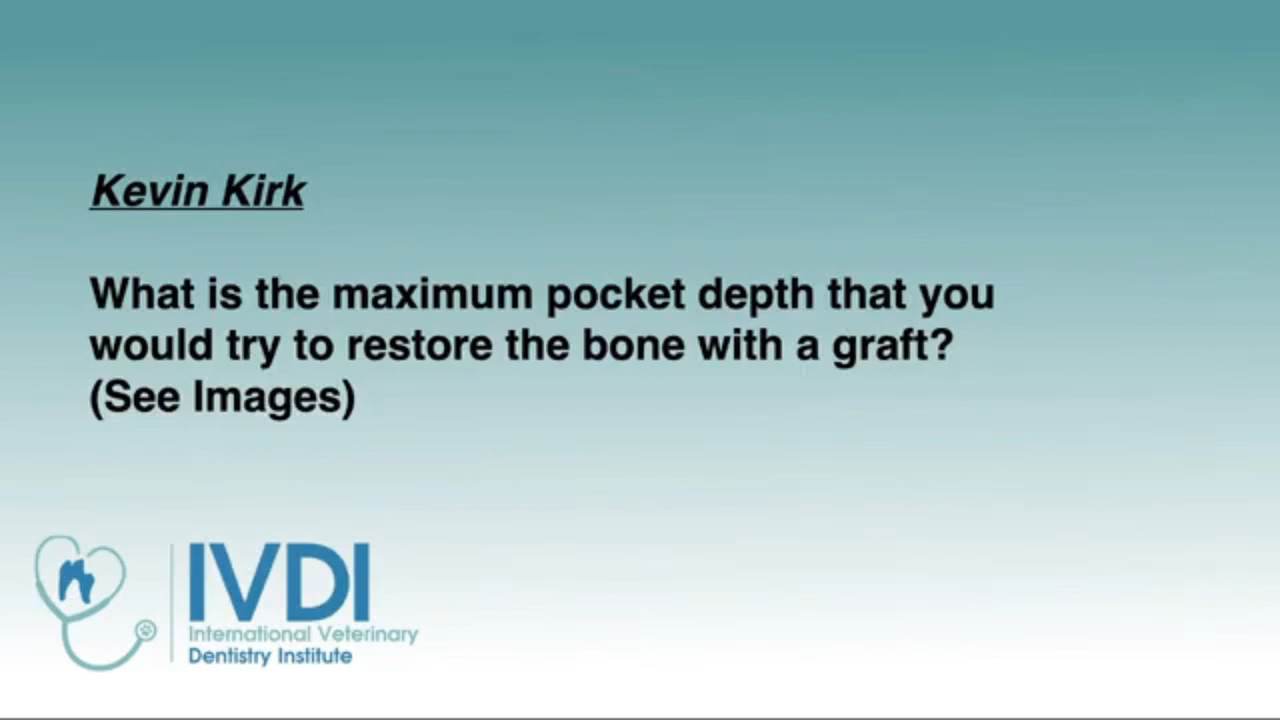 Kevin Kirk
What is the maximum pocket depth that you
would try to restore the bone with a graft?
(See Images)
IVDI
International Veterinary
Dentistry Institute